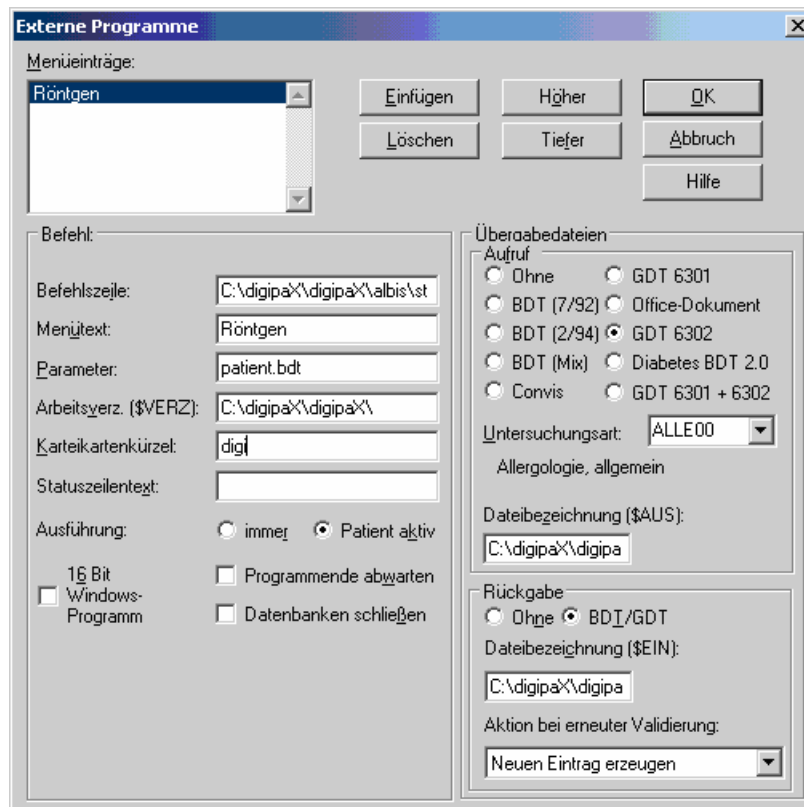 Externe Programme
Menüeinträge:
Röntgen
Einfügen
Höher
OK
Löschen
Tiefer
Abbruch
Hilfe
Befehl:
Befehlszeile: C:\digipaX\digipaX\albis\st
Menütext: Röntgen
Parameter: patient.bdt
Arbeitsverz. ($VERZ): C:\digipaX\digipaX\
Karteikartenkürzel: digi
Statuszeilentext:
Ausführung: immer Patient aktiv
16 Bit
Windows-
Programm
Programmende abwarten
Datenbanken schließen
Übergabedateien
Aufruf
Ohne GDT 6301
BDT (7/92) Office-Dokument
BDT (2/94) GDT 6302
BDT (Mix) Diabetes BDT 2.0
Convis GDT 6301 + 6302
Untersuchungsart: ALLE00
Allergologie, allgemein
Dateibezeichnung ($AUS):
C:\digipaX\digipa
Rückgabe
Ohne BDT/GDT
Dateibezeichnung ($EIN):
C:\digipaX\digipa
Aktion bei erneuter Validierung:
Neuen Eintrag erzeugen